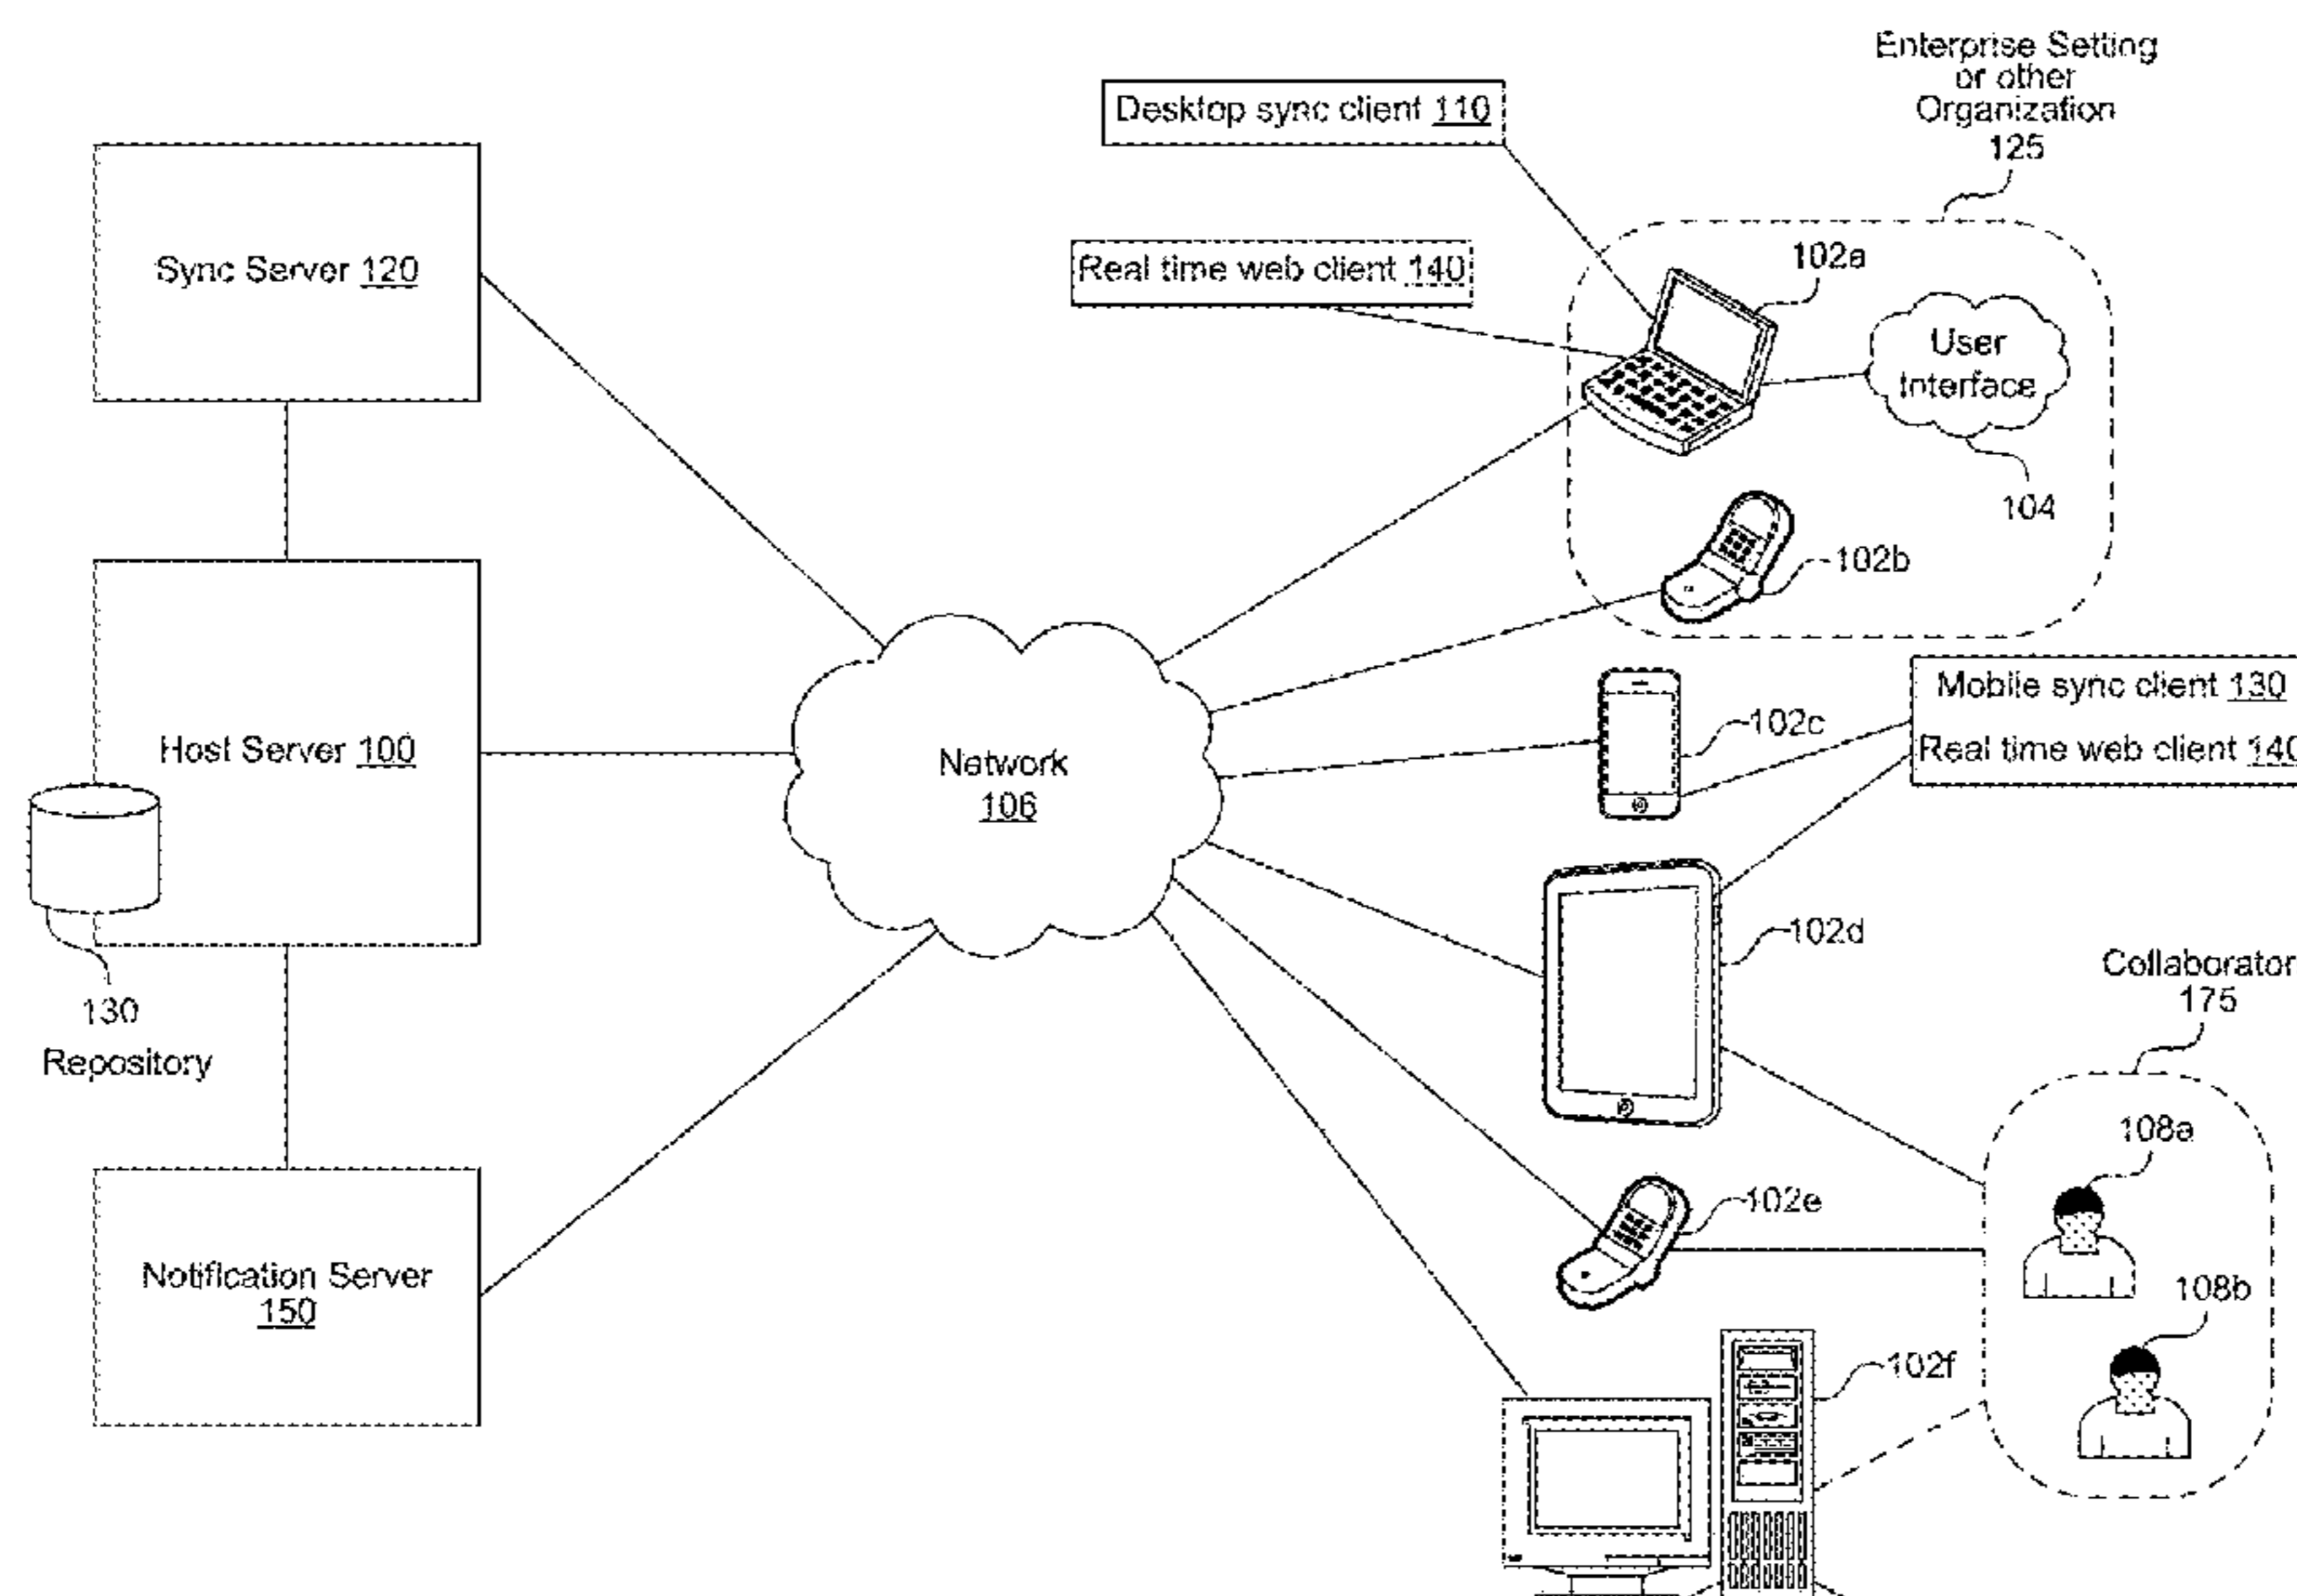 Enterprise Setting
or other
Organization
125
Desktop sync client 110
Real time web client 140
102a
User
Interface
104
102b
Sync Server 120
Host Server 100
130
Repository
Notification Server
150
Network
106
Mobile sync client 130
Real time web client 140
102c
102d
Collaborator
175
108a
108b
102e
102f